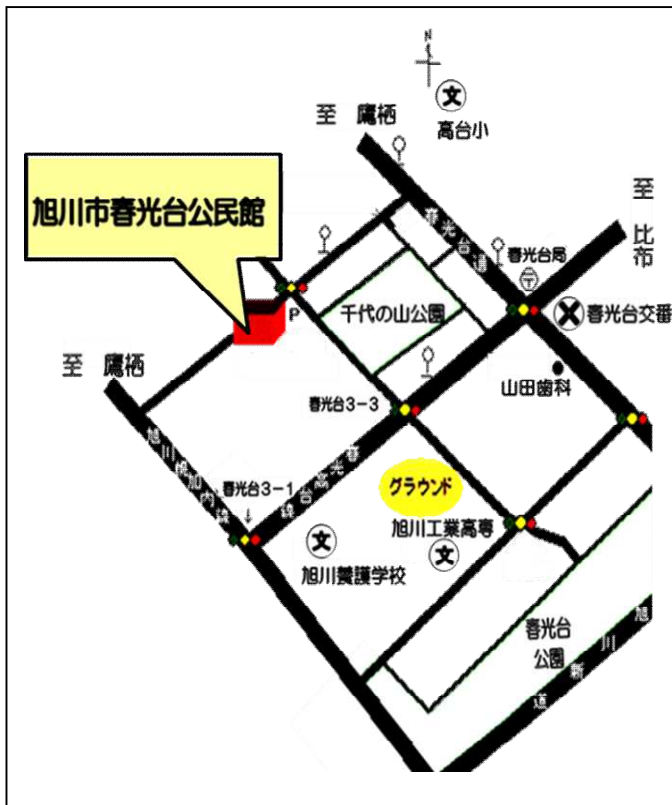 N
文
高台小
至 鷹栖
至 比布
旭川市春光台公民館
春光台局
〒
春光台交番
P
千代の山公園
山田歯科
至 鷹栖
春光台3-3
旭川幌加内線
春光台高台線
春光台3-1
↓
グラウンド
旭川工業高専
文
文
旭川養護学校
春光台
公園
旭川新道